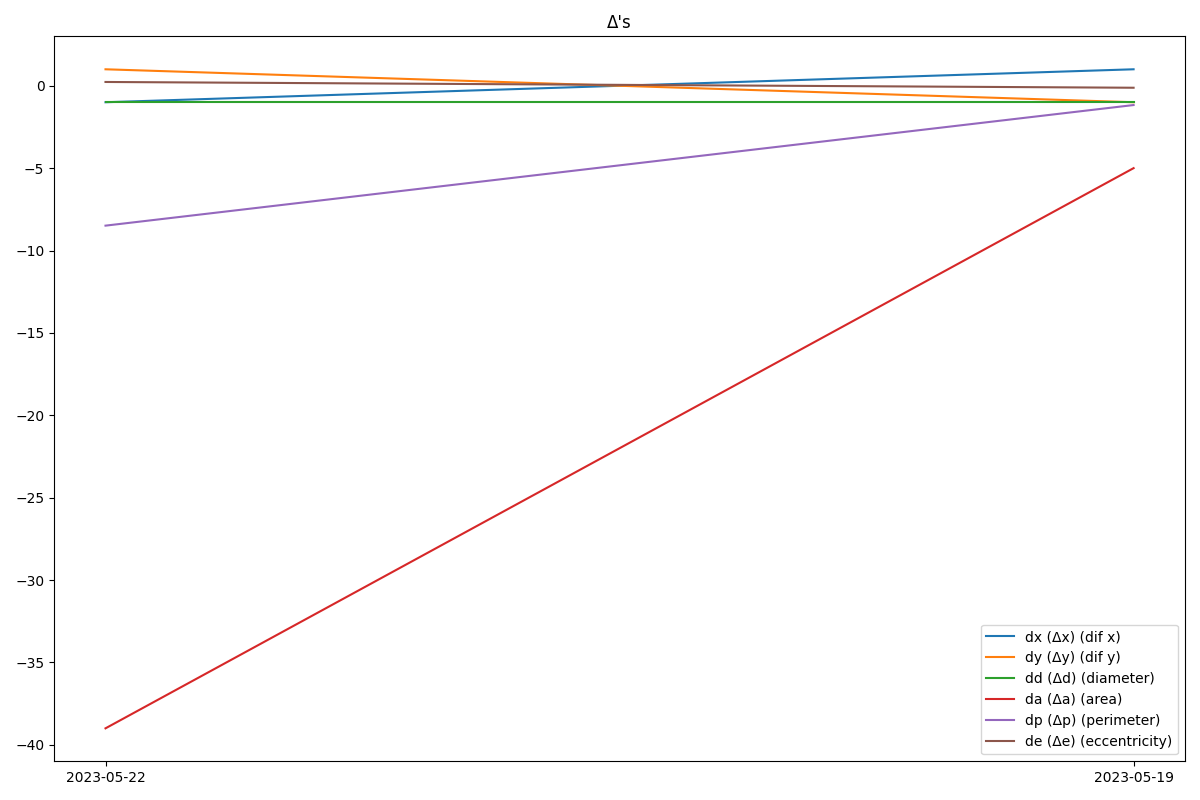 Δ's
0
−5
−10
−15
−20
−25
−30
−35
−40
2023-05-22
2023-05-19
dx (Δx) (dif x)
dy (Δy) (dif y)
dd (Δd) (diameter)
da (Δa) (area)
dp (Δp) (perimeter)
de (Δe) (eccentricity)